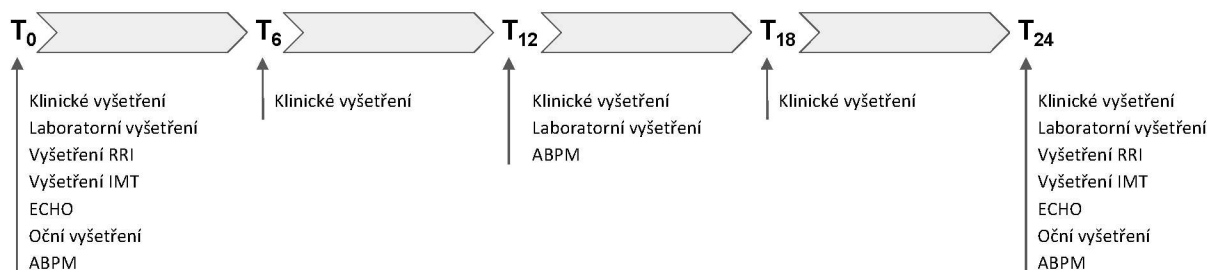 T0
T6
T12
T18
T24
Klinické vyšetření
Laboratorní vyšetření
Vyšetření RRI
Vyšetření IMT
ECHO
Oční vyšetření
ABPM
Klinické vyšetření
Klinické vyšetření
Laboratorní vyšetření
ABPM
Klinické vyšetření
Klinické vyšetření
Laboratorní vyšetření
Vyšetření RRI
Vyšetření IMT
ECHO
Oční vyšetření
ABPM